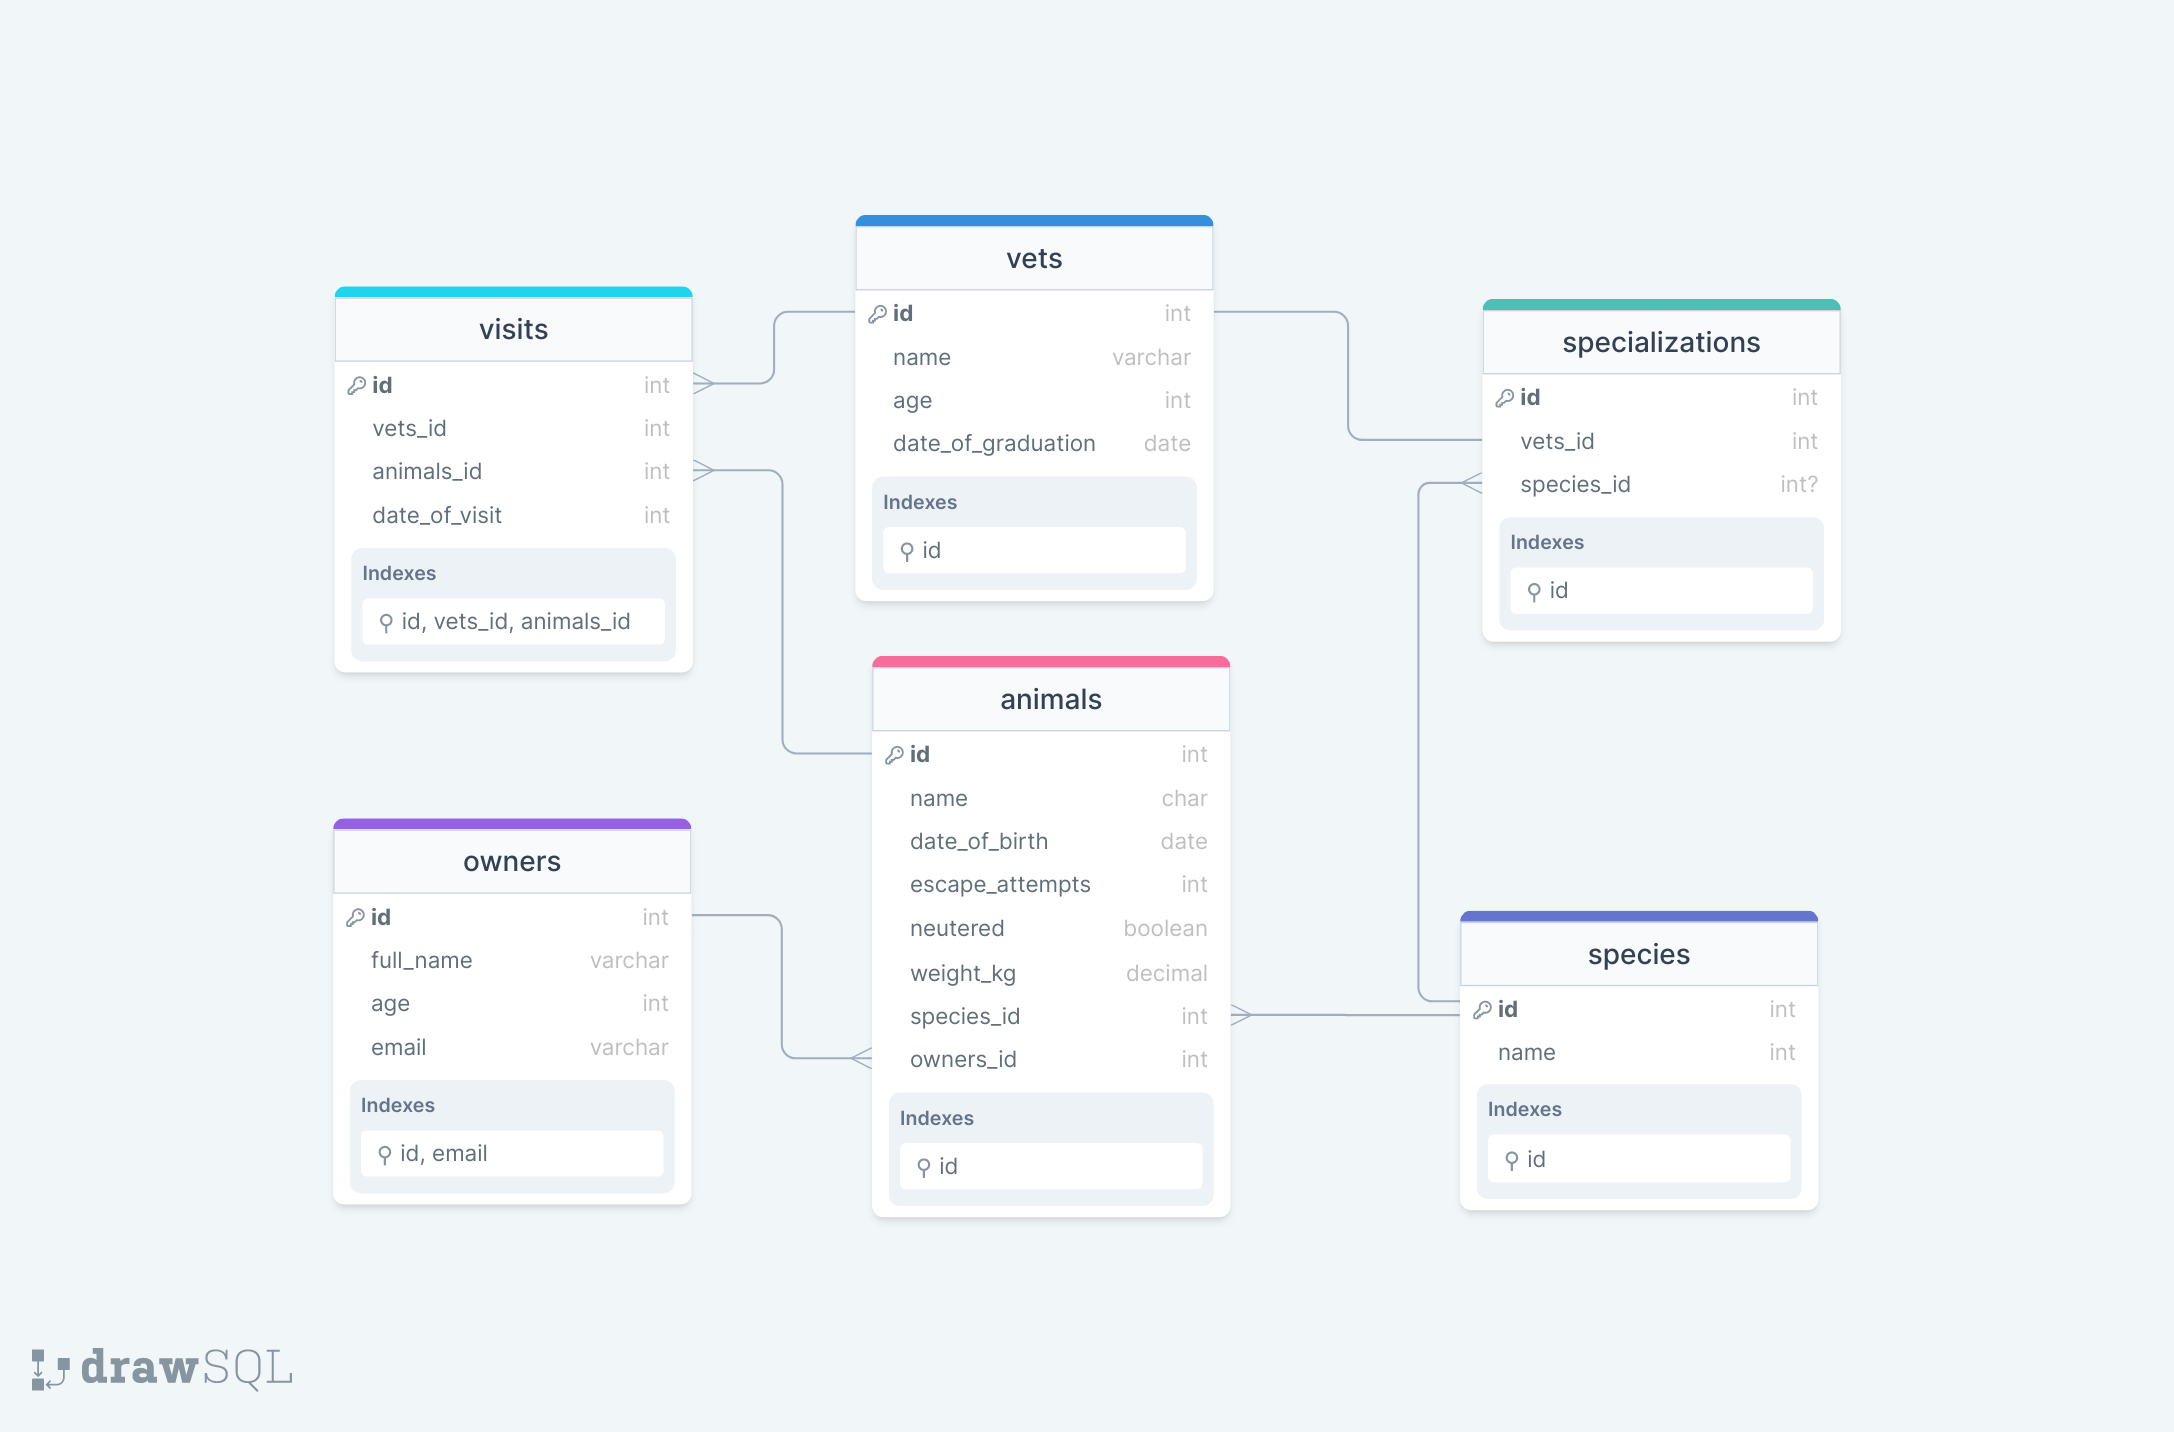 vets
id int
name varchar
age int
date_of_graduation date
Indexes
id
visits
id int
vets_id int
animals_id int
date_of_visit int
Indexes
id, vets_id, animals_id
specializations
id int
vets_id int
species_id int?
Indexes
id
animals
id int
name char
date_of_birth date
escape_attempts int
neutered boolean
weight_kg decimal
species_id int
owners_id int
Indexes
id
owners
id int
full_name varchar
age int
email varchar
Indexes
id, email
species
id int
name int
Indexes
id
drawSQL